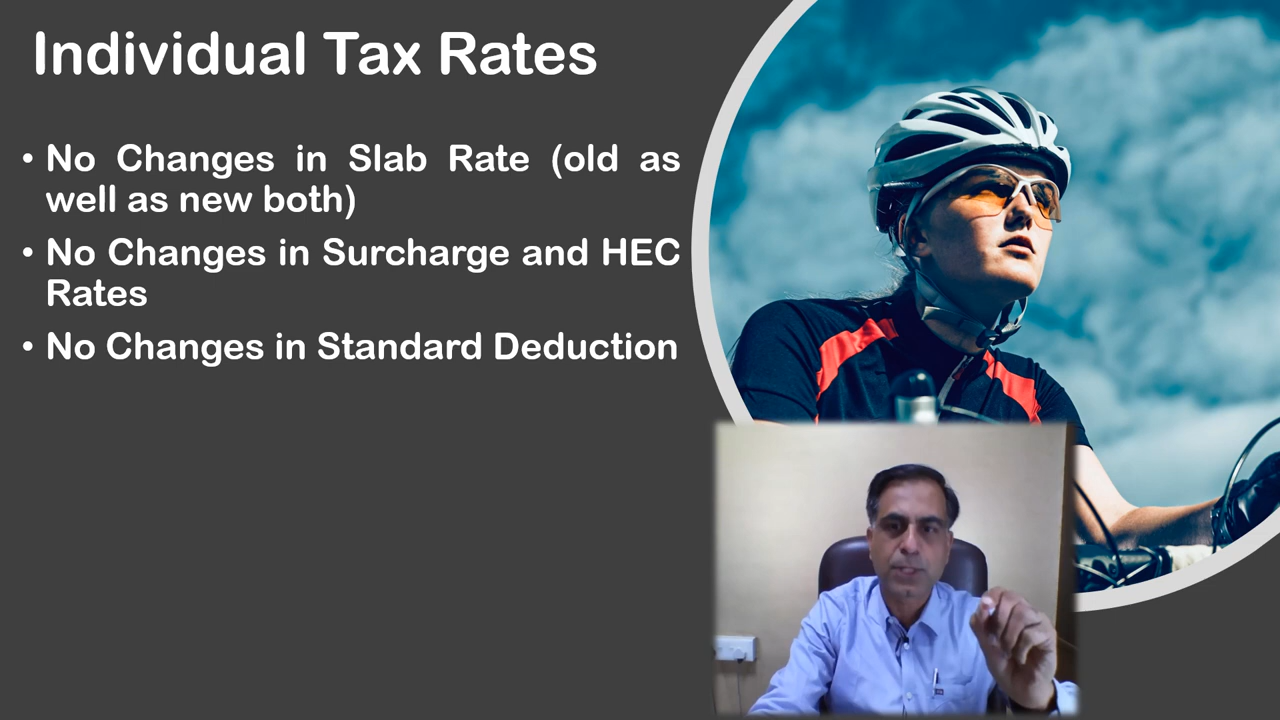 Individual Tax Rates
• No Changes in Slab Rate (old as
well as new both)
• No Changes in Surcharge and HEC
Rates
• No Changes in Standard Deduction